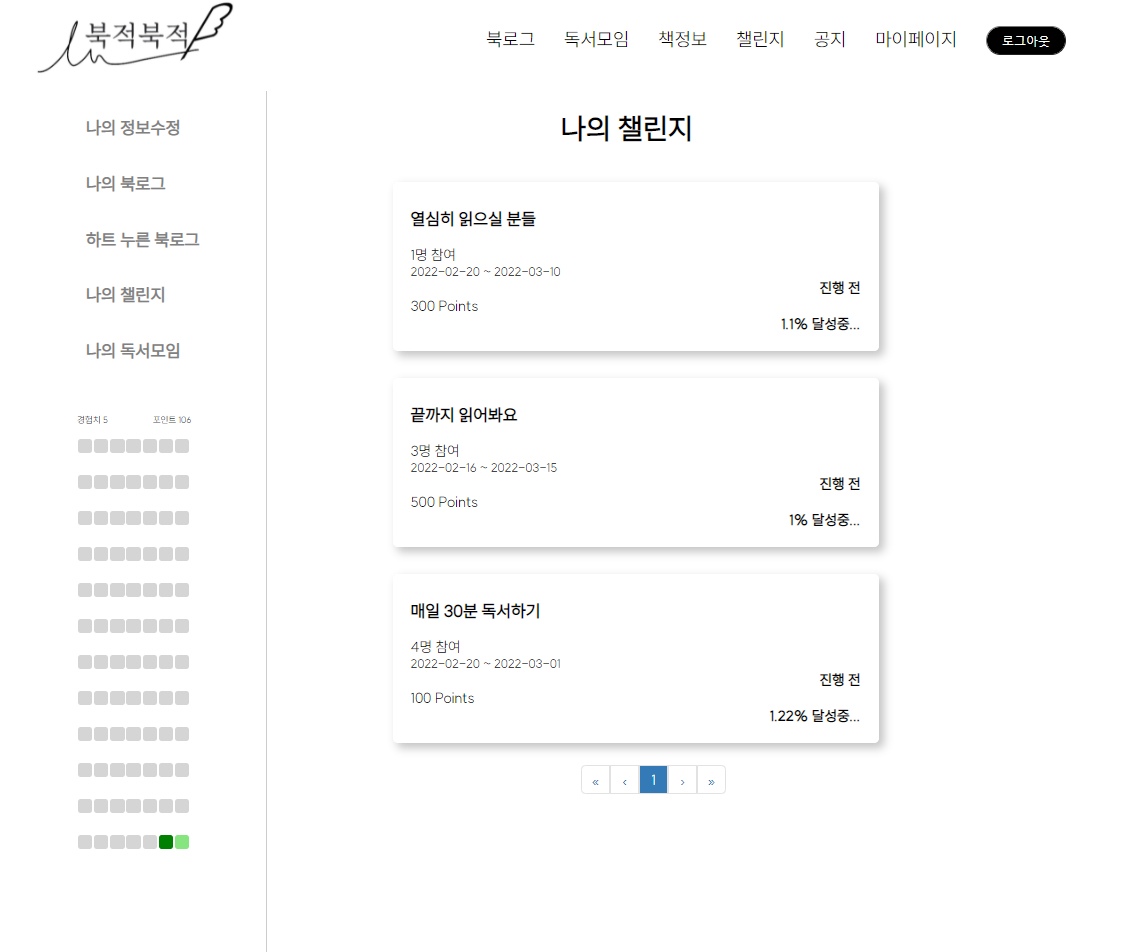 북적북적
북로그 독서모임 책정보 챌린지 공지 마이페이지 로그아웃
나의 정보수정
나의 북로그
하트 누른 북로그
나의 챌린지
나의 독서모임
경험치 5 포인트 106
나의 챌린지
열심히 읽으실 분들
1명 참여
2022-02-20 ~ 2022-03-10
300 Points
진행 전
1.1% 달성중...
끝까지 읽어봐요
3명 참여
2022-02-16 ~ 2022-03-15
500 Points
진행 전
1% 달성중...
매일 30분 독서하기
4명 참여
2022-02-20 ~ 2022-03-01
100 Points
진행 전
1.22% 달성중...
« ‹ 1 › »